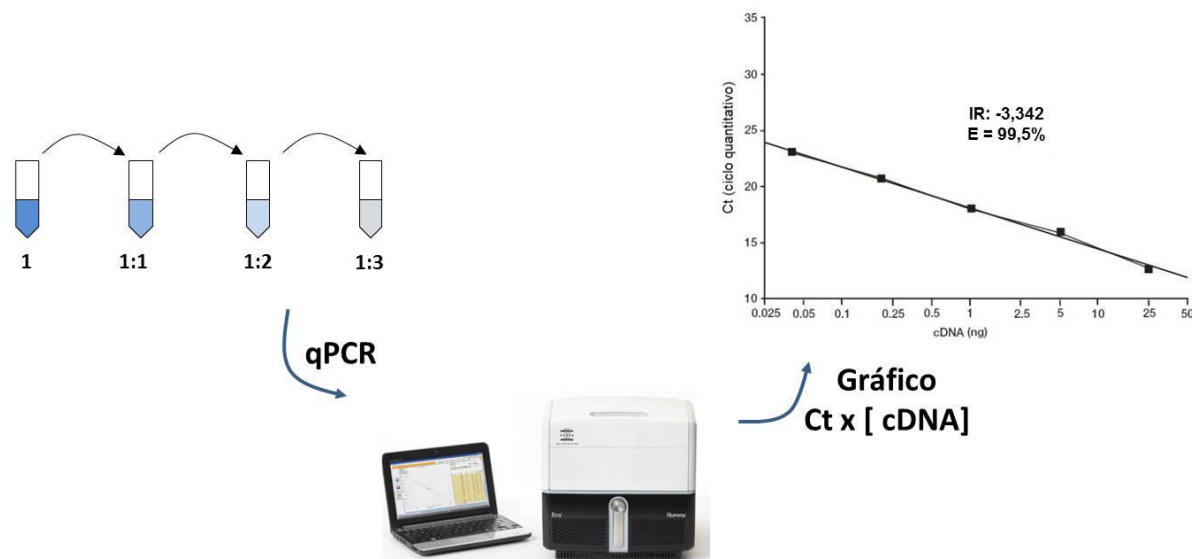 1
1:1
1:2
1:3
qPCR
Eco
illumina
Gráfico
Ct x [ cDNA]
Ct (ciclo quantitativo)
35
30
25
20
15
10
IR: -3,342
E = 99,5%
0.025 0.05 0.1 0.25 0.5 1 2.5 5 10 25 50
cDNA (ng)